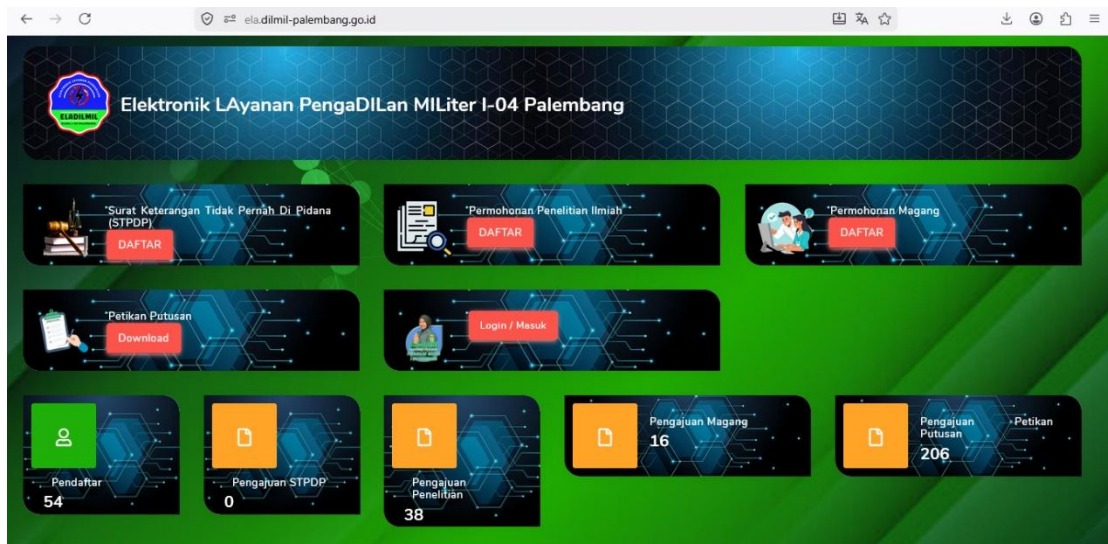 ela.dilmil-palembang.go.id
ELADILMIL
Elektronik LAyanan PengaDILan MILiter I-04 Palembang
"Surat Keterangan Tidak Pernah Di Pidana
(STPDP)
DAFTAR
"Permohonan Penelitian Ilmiah"
DAFTAR
"Permohonan Magang
DAFTAR
"Petikan Putusan
Download
Login / Masuk
Pendaftar
54
Pengajuan STPDP
0
Pengajuan
Penelitian
38
Pengajuan Magang
16
Pengajuan Petikan
Putusan
206